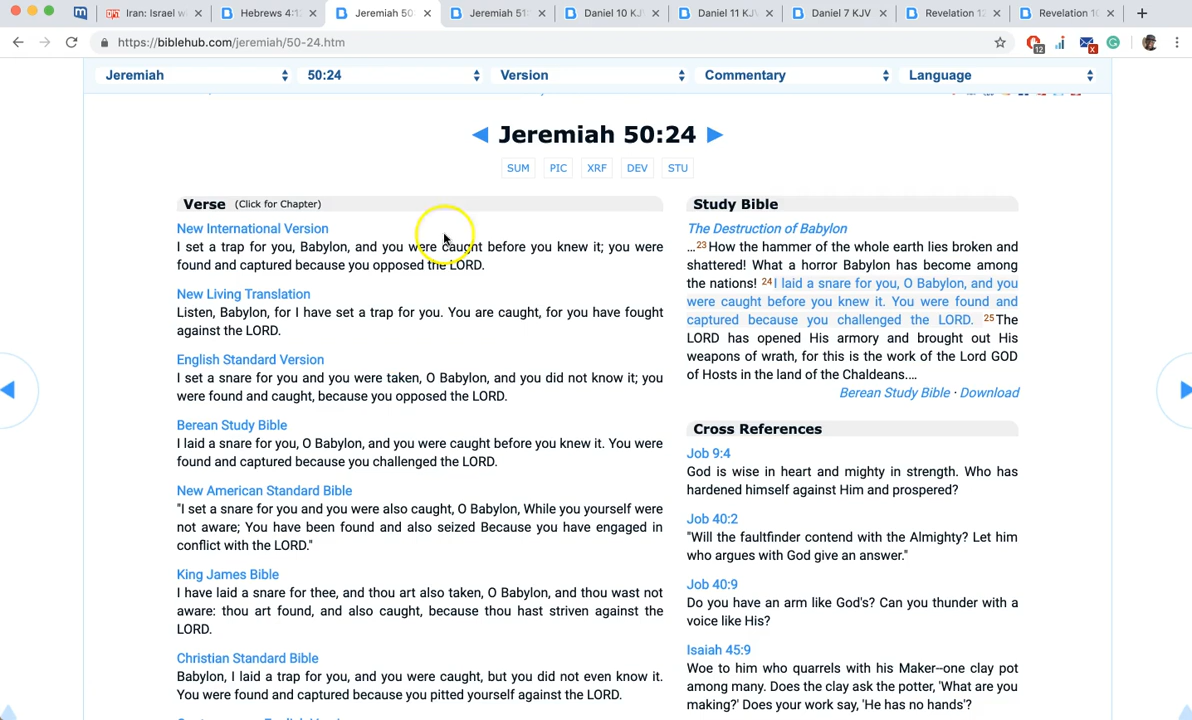 Iran: Israel w
Hebrews 4:1
Jeremiah 50
Jeremiah 51
Daniel 10 KJ
Daniel 11 KJ
Daniel 7 KJV
Revelation 1
Revelation 1
https://biblehub.com/jeremiah/50-24.htm
12
x
Jeremiah
50:24
Version
Commentary
Language
Jeremiah 50:24
SUM
PIC
XRF
DEV
STU
Verse (Click for Chapter)
New International Version
I set a trap for you, Babylon, and you were caught before you knew it; you were
found and captured because you opposed the LORD.
New Living Translation
Listen, Babylon, for I have set a trap for you. You are caught, for you have fought
against the LORD.
English Standard Version
I set a snare for you and you were taken, O Babylon, and you did not know it; you
were found and caught, because you opposed the LORD.
Berean Study Bible
I laid a snare for you, O Babylon, and you were caught before you knew it. You were
found and captured because you challenged the LORD.
New American Standard Bible
"I set a snare for you and you were also caught, O Babylon, While you yourself were
not aware; You have been found and also seized Because you have engaged in
conflict with the LORD."
King James Bible
I have laid a snare for thee, and thou art also taken, O Babylon, and thou wast not
aware: thou art found, and also caught, because thou hast striven against the
LORD.
Christian Standard Bible
Babylon, I laid a trap for you, and you were caught, but you did not even know it.
You were found and captured because you pitted yourself against the LORD.
Study Bible
The Destruction of Babylon
…23How the hammer of the whole earth lies broken and
shattered! What a horror Babylon has become among
the nations! 24I laid a snare for you, O Babylon, and you
were caught before you knew it. You were found and
captured because you challenged the LORD. 25The
LORD has opened His armory and brought out His
weapons of wrath, for this is the work of the Lord GOD
of Hosts in the land of the Chaldeans.…
Berean Study Bible · Download
Cross References
Job 9:4
God is wise in heart and mighty in strength. Who has
hardened himself against Him and prospered?
Job 40:2
"Will the faultfinder contend with the Almighty? Let him
who argues with God give an answer."
Job 40:9
Do you have an arm like God's? Can you thunder with a
voice like His?
Isaiah 45:9
Woe to him who quarrels with his Maker--one clay pot
among many. Does the clay ask the potter, 'What are you
making?' Does your work say, 'He has no hands'?